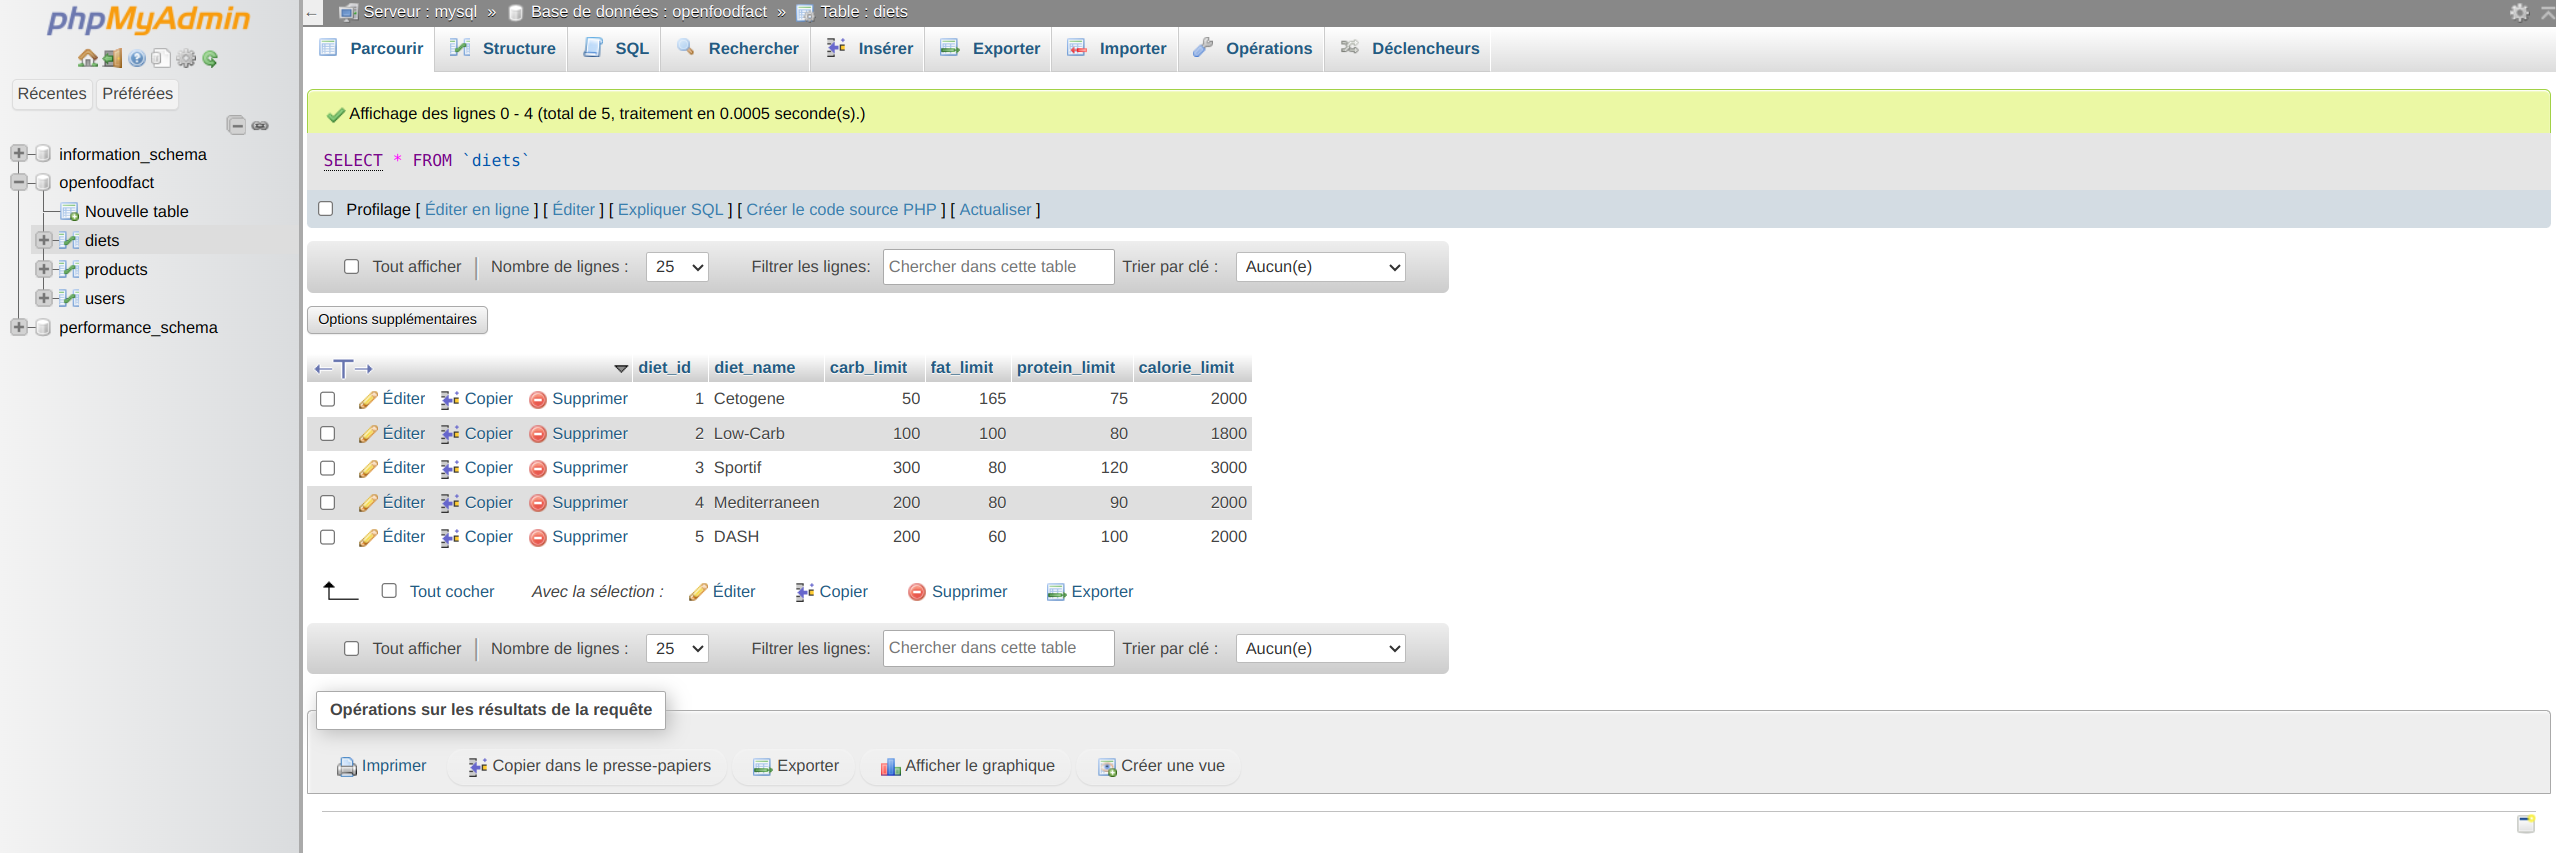 phpMyAdmin
Récentes Préférées
information_schema
openfoodfact
Nouvelle table
diets
products
users
performance_schema
← Serveur : mysql » Base de données : openfoodfact » Table : diets
Parcourir Structure SQL Rechercher Insérer Exporter Importer Opérations Déclencheurs
Affichage des lignes 0 - 4 (total de 5, traitement en 0.0005 seconde(s).)
SELECT * FROM `diets`
Profilage [ Éditer en ligne ] [ Éditer ] [ Expliquer SQL ] [ Créer le code source PHP ] [ Actualiser ]
Tout afficher Nombre de lignes : 25 Filtrer les lignes: Chercher dans cette table Trier par clé : Aucun(e)
Options supplémentaires
←T→ diet_id diet_name carb_limit fat_limit protein_limit calorie_limit
Éditer Copier Supprimer 1 Cetogene 50 165 75 2000
Éditer Copier Supprimer 2 Low-Carb 100 100 80 1800
Éditer Copier Supprimer 3 Sportif 300 80 120 3000
Éditer Copier Supprimer 4 Mediterraneen 200 80 90 2000
Éditer Copier Supprimer 5 DASH 200 60 100 2000
Tout cocher Avec la sélection : Éditer Copier Supprimer Exporter
Tout afficher Nombre de lignes : 25 Filtrer les lignes: Chercher dans cette table Trier par clé : Aucun(e)
Opérations sur les résultats de la requête
Imprimer Copier dans le presse-papiers Exporter Afficher le graphique Créer une vue